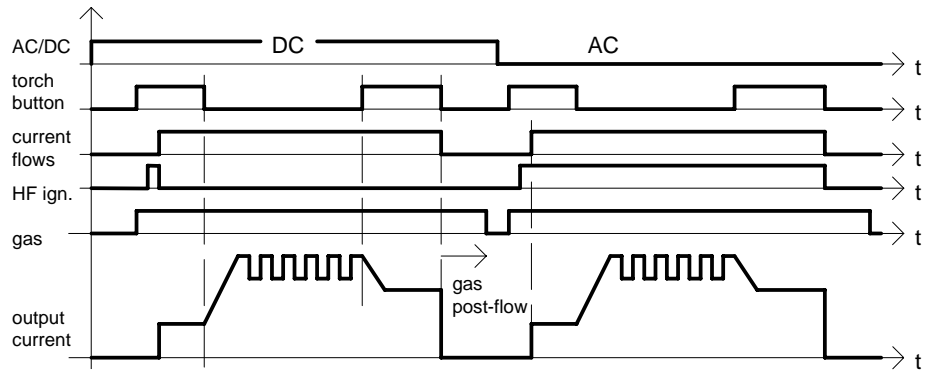 AC/DC
DC
AC
t
torch
button
t
current
flows
t
HF ign.
t
gas
t
gas
post-flow
output
current
t